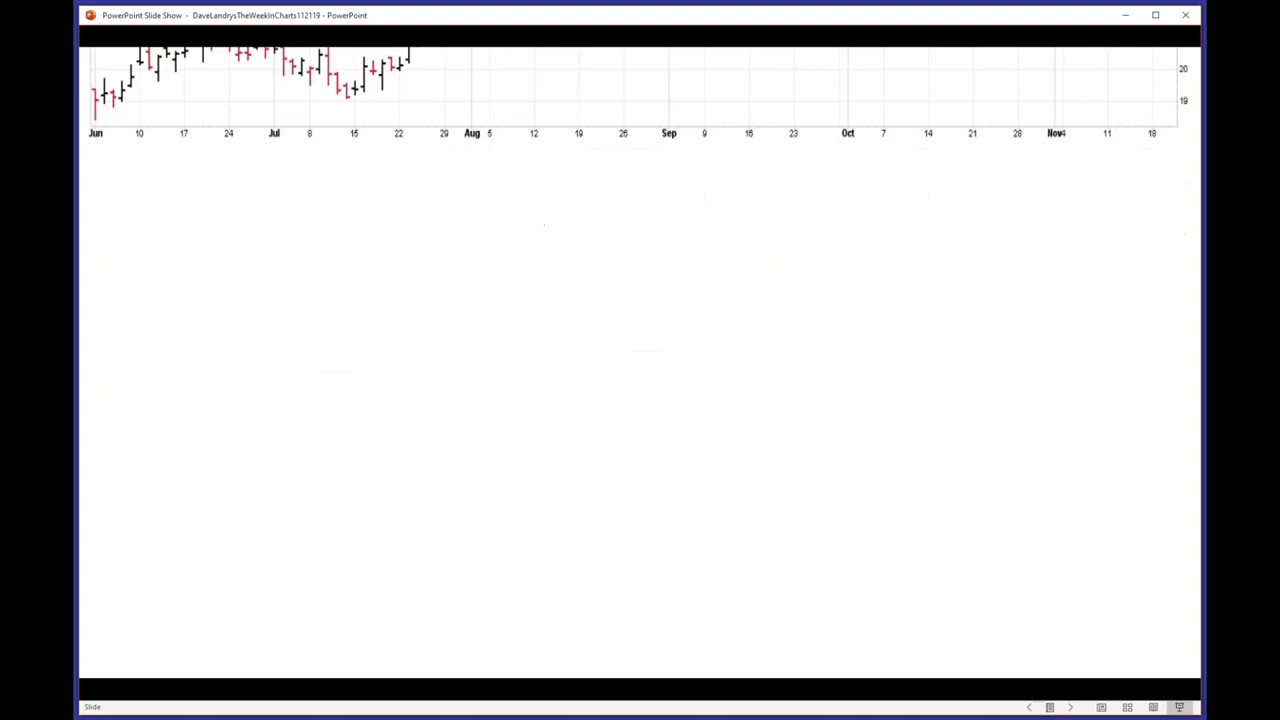 PowerPoint Slide Show - DaveLandrysTheWeekInCharts112119 - PowerPoint
20
19
Jun 10 17 24 Jul 8 15 22 29 Aug 5 12 19 26 Sep 9 16 23 Oct 7 14 21 28 Nov 4 11 18
Slide